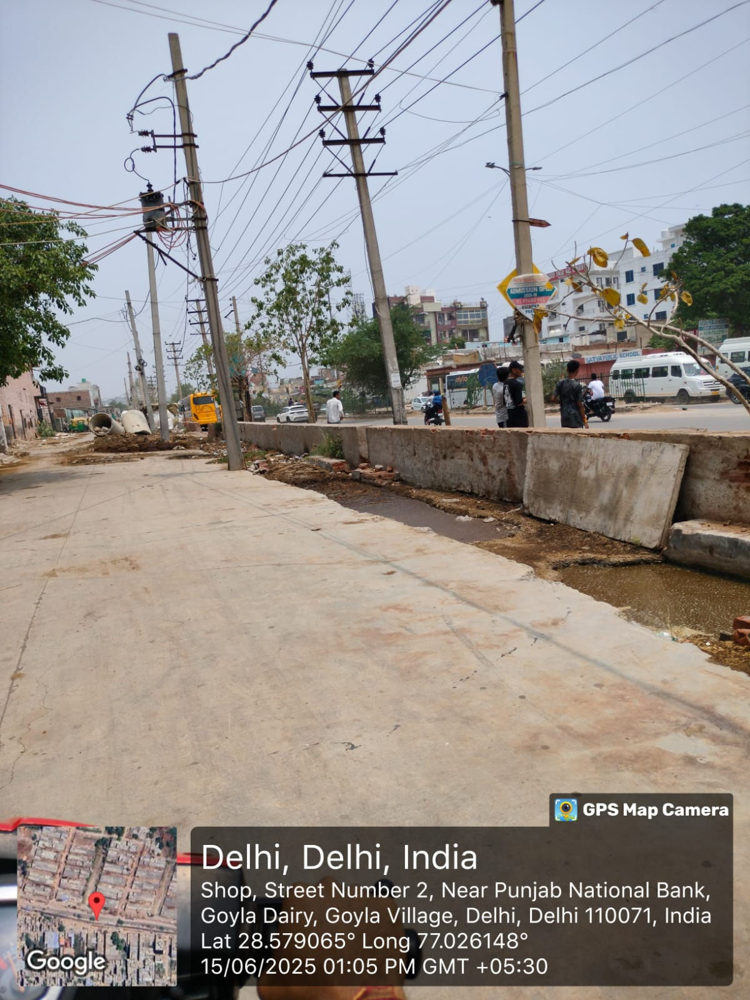 ADMISSION OPEN
2025-26
SATYA PUBLIC SCHOOL
GPS Map Camera
Delhi, Delhi, India
Shop, Street Number 2, Near Punjab National Bank,
Goyla Dairy, Goyla Village, Delhi, Delhi 110071, India
Lat 28.579065° Long 77.026148°
15/06/2025 01:05 PM GMT +05:30
Google